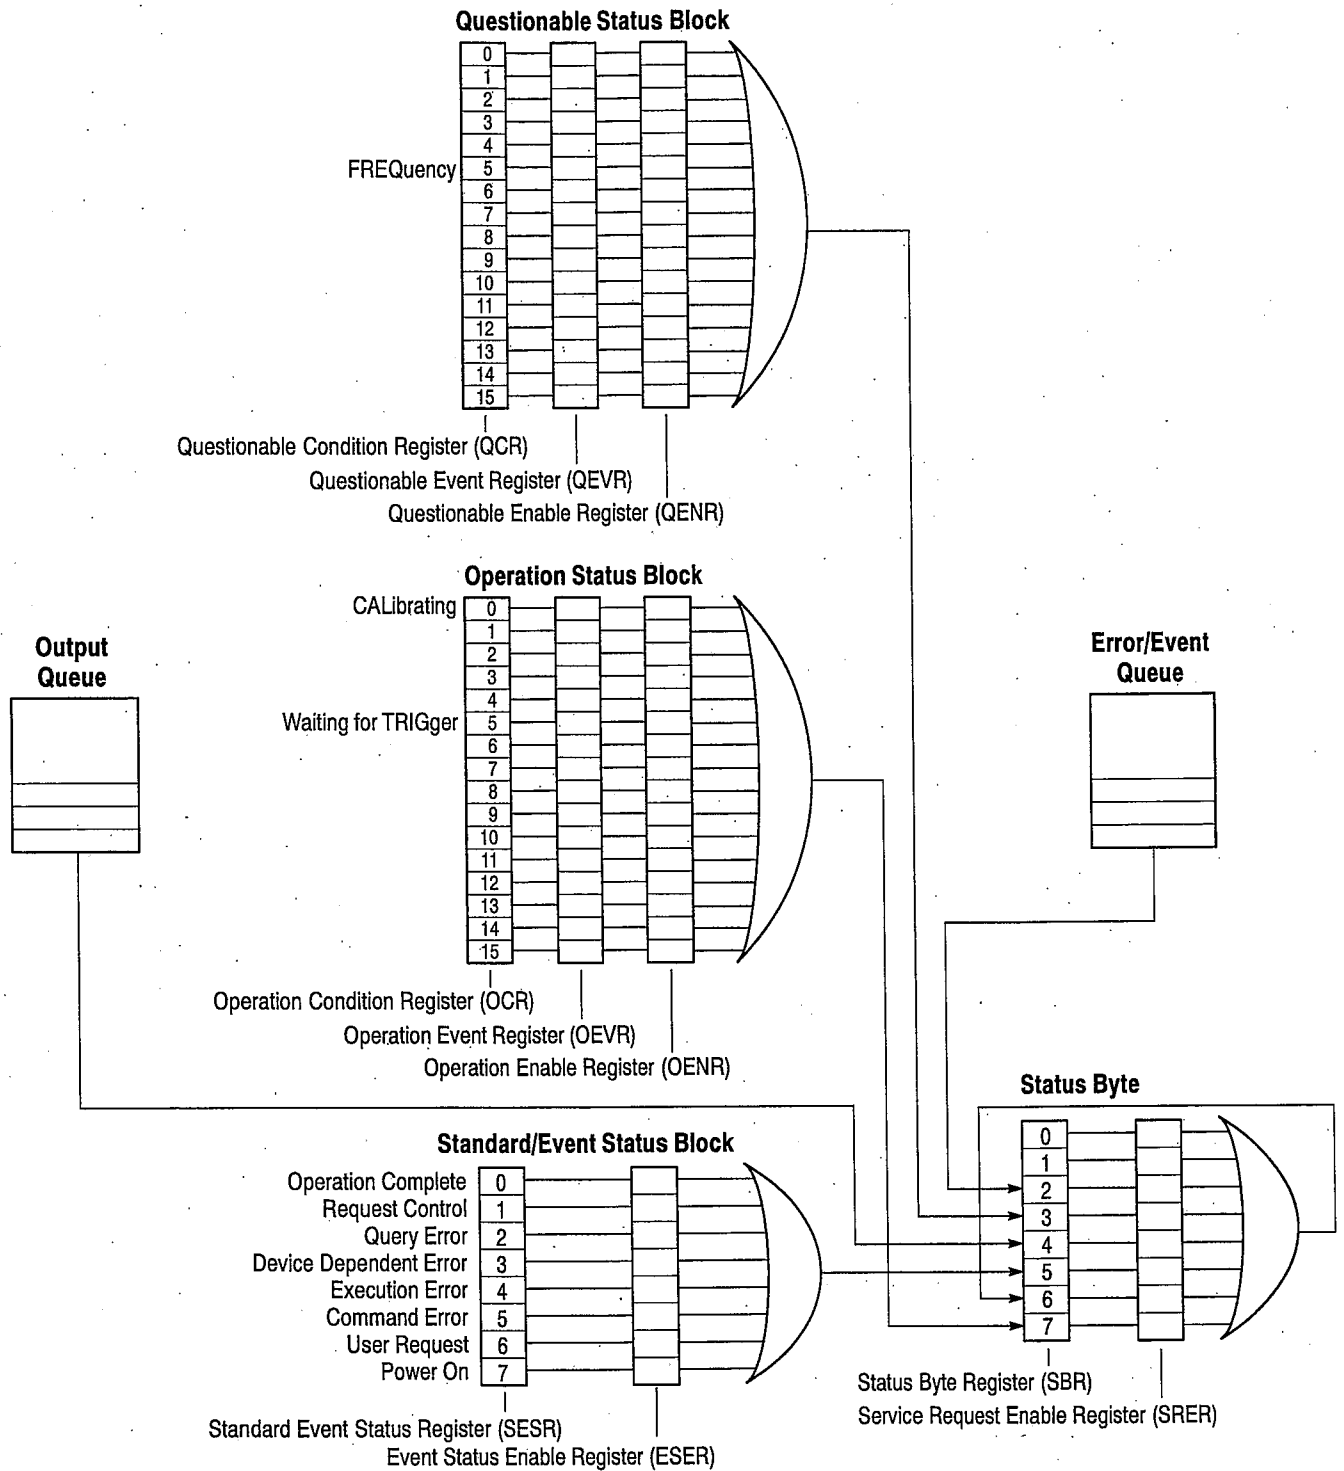 Questionable Status Block
0
1
2
3
4
FREQuency 5
6
7
8
9
10
11
12
13
14
15
Questionable Condition Register (QCR)
Questionable Event Register (QEVR)
Questionable Enable Register (QENR)
Operation Status Block
CALibrating 0
1
2
3
4
Waiting for TRIGger 5
6
7
8
9
10
11
12
13
14
15
Operation Condition Register (OCR)
Operation Event Register (OEVR)
Operation Enable Register (OENR)
Output
Queue
Error/Event
Queue
Standard/Event Status Block
Operation Complete 0
Request Control 1
Query Error 2
Device Dependent Error 3
Execution Error 4
Command Error 5
User Request 6
Power On 7
Standard Event Status Register (SESR)
Event Status Enable Register (ESER)
Status Byte
0
1
2
3
4
5
6
7
Status Byte Register (SBR)
Service Request Enable Register (SRER)